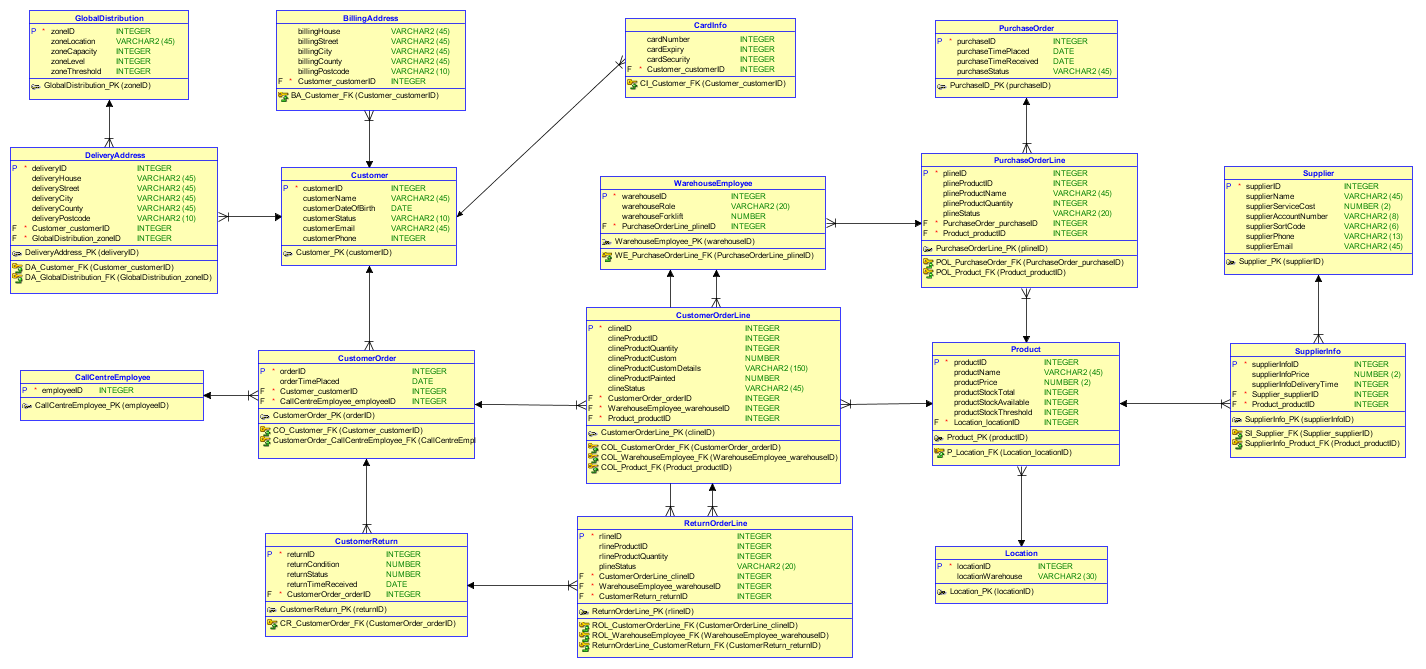 GlobalDistribution
P * zoneID INTEGER
zoneLocation VARCHAR2 (45)
zoneCapacity INTEGER
zoneLevel INTEGER
zoneThreshold INTEGER
GlobalDistribution_PK (zoneID)
BillingAddress
billingHouse VARCHAR2 (45)
billingStreet VARCHAR2 (45)
billingCity VARCHAR2 (45)
billingCounty VARCHAR2 (45)
billingPostcode VARCHAR2 (10)
F * Customer_customerID INTEGER
BA_Customer_FK (Customer_customerID)
CardInfo
cardNumber INTEGER
cardExpiry INTEGER
cardSecurity INTEGER
F * Customer_customerID INTEGER
CI_Customer_FK (Customer_customerID)
PurchaseOrder
P * purchaseID INTEGER
purchaseTimePlaced DATE
purchaseTimeReceived DATE
purchaseStatus VARCHAR2 (45)
PurchaseID_PK (purchaseID)
DeliveryAddress
P * deliveryID INTEGER
deliveryHouse VARCHAR2 (45)
deliveryStreet VARCHAR2 (45)
deliveryCity VARCHAR2 (45)
deliveryCounty VARCHAR2 (45)
deliveryPostcode VARCHAR2 (10)
F * Customer_customerID INTEGER
F * GlobalDistribution_zoneID INTEGER
DeliveryAddress_PK (deliveryID)
DA_Customer_FK (Customer_customerID)
DA_GlobalDistribution_FK (GlobalDistribution_zoneID)
Customer
P * customerID INTEGER
customerName VARCHAR2 (45)
customerDateOfBirth DATE
customerStatus VARCHAR2 (10)
customerEmail VARCHAR2 (45)
customerPhone INTEGER
Customer_PK (customerID)
WarehouseEmployee
P * warehouseID INTEGER
warehouseRole VARCHAR2 (20)
warehouseForklift NUMBER
F * PurchaseOrderLine_plineID INTEGER
WarehouseEmployee_PK (warehouseID)
WE_PurchaseOrderLine_FK (PurchaseOrderLine_plineID)
PurchaseOrderLine
P * plineID INTEGER
plineProductID INTEGER
plineProductName VARCHAR2 (45)
plineProductQuantity INTEGER
plineStatus VARCHAR2 (20)
F * PurchaseOrder_purchaseID INTEGER
F * Product_productID INTEGER
PurchaseOrderLine_PK (plineID)
POL_PurchaseOrder_FK (PurchaseOrder_purchaseID)
POL_Product_FK (Product_productID)
Supplier
P * supplierID INTEGER
supplierName VARCHAR2 (45)
supplierServiceCost NUMBER (2)
supplierAccountNumber VARCHAR2 (8)
supplierSortCode VARCHAR2 (6)
supplierPhone VARCHAR2 (13)
supplierEmail VARCHAR2 (45)
Supplier_PK (supplierID)
CallCentreEmployee
P * employeeID INTEGER
CallCentreEmployee_PK (employeeID)
CustomerOrder
P * orderID INTEGER
orderTimePlaced DATE
F * Customer_customerID INTEGER
F * CallCentreEmployee_employeeID INTEGER
CustomerOrder_PK (orderID)
CO_Customer_FK (Customer_customerID)
CustomerOrder_CallCentreEmployee_FK (CallCentreEmpl
CustomerOrderLine
P * clineID INTEGER
clineProductID INTEGER
clineProductQuantity INTEGER
clineProductCustom NUMBER
clineProductCustomDetails VARCHAR2 (150)
clineProductPainted NUMBER
clineStatus VARCHAR2 (45)
F * CustomerOrder_orderID INTEGER
F * WarehouseEmployee_warehouseID INTEGER
F * Product_productID INTEGER
CustomerOrderLine_PK (clineID)
COL_CustomerOrder_FK (CustomerOrder_orderID)
COL_WarehouseEmployee_FK (WarehouseEmployee_warehouseID)
COL_Product_FK (Product_productID)
Product
P * productID INTEGER
productName VARCHAR2 (45)
productPrice NUMBER (2)
productStockTotal INTEGER
productStockAvailable INTEGER
productStockThreshold INTEGER
F * Location_locationID INTEGER
Product_PK (productID)
P_Location_FK (Location_locationID)
SupplierInfo
P * supplierInfoID INTEGER
supplierInfoPrice NUMBER (2)
supplierInfoDeliveryTime INTEGER
F * Supplier_supplierID INTEGER
F * Product_productID INTEGER
SupplierInfo_PK (supplierInfoID)
SI_Supplier_FK (Supplier_supplierID)
SupplierInfo_Product_FK (Product_productID)
CustomerReturn
P * returnID INTEGER
returnCondition NUMBER
returnStatus NUMBER
returnTimeReceived DATE
F * CustomerOrder_orderID INTEGER
CustomerReturn_PK (returnID)
CR_CustomerOrder_FK (CustomerOrder_orderID)
ReturnOrderLine
P * rlineID INTEGER
rlineProductID INTEGER
rlineProductQuantity INTEGER
plineStatus VARCHAR2 (20)
F * CustomerOrderLine_clineID INTEGER
F * WarehouseEmployee_warehouseID INTEGER
F * CustomerReturn_returnID INTEGER
ReturnOrderLine_PK (rlineID)
ROL_CustomerOrderLine_FK (CustomerOrderLine_clineID)
ROL_WarehouseEmployee_FK (WarehouseEmployee_warehouseID)
ReturnOrderLine_CustomerReturn_FK (CustomerReturn_returnID)
Location
P * locationID INTEGER
locationWarehouse VARCHAR2 (30)
Location_PK (locationID)